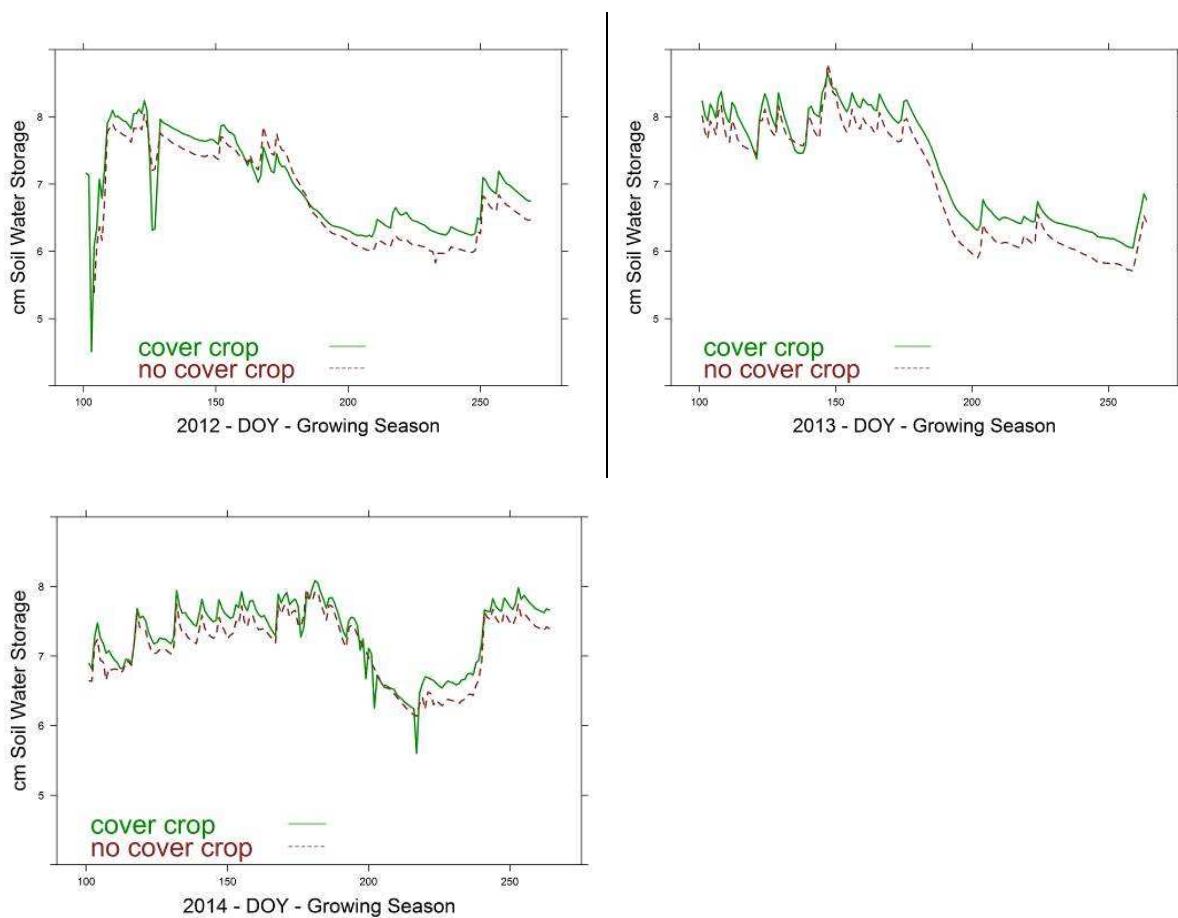 8
7
6
5
cm Soil Water Storage
cover crop
no cover crop
100 150 200 250
2012 - DOY - Growing Season
8
7
6
5
cm Soil Water Storage
cover crop
no cover crop
100 150 200 250
2013 - DOY - Growing Season
8
7
6
5
cm Soil Water Storage
cover crop
no cover crop
100 150 200 250
2014 - DOY - Growing Season